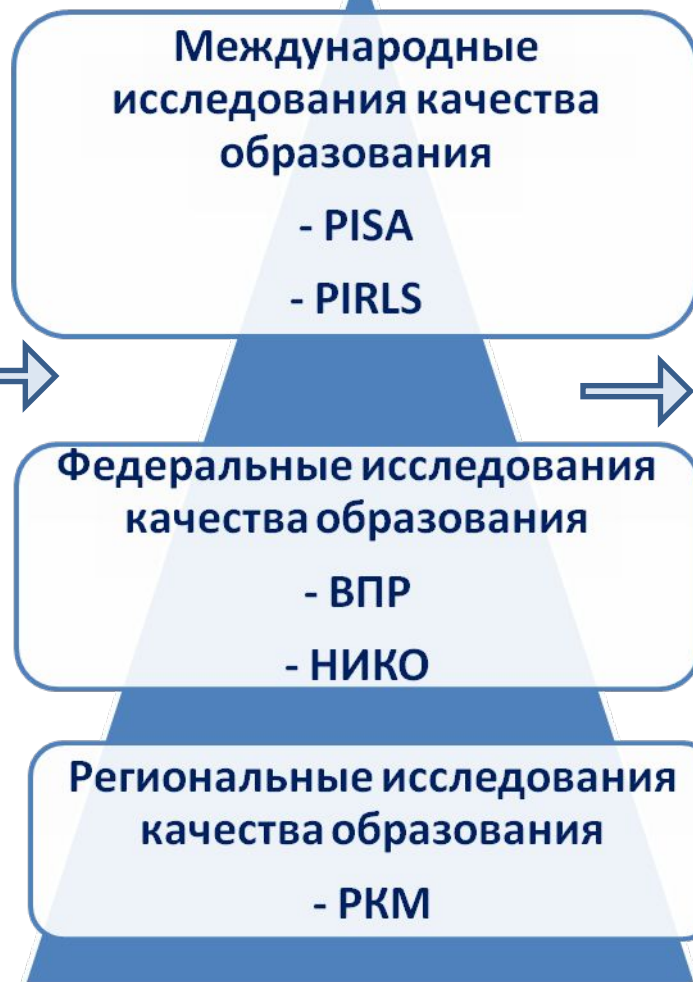 Международные
исследования качества
образования
- PISA
- PIRLS
Федеральные исследования
качества образования
- ВПР
- НИКО
Региональные исследования
качества образования
- РКМ